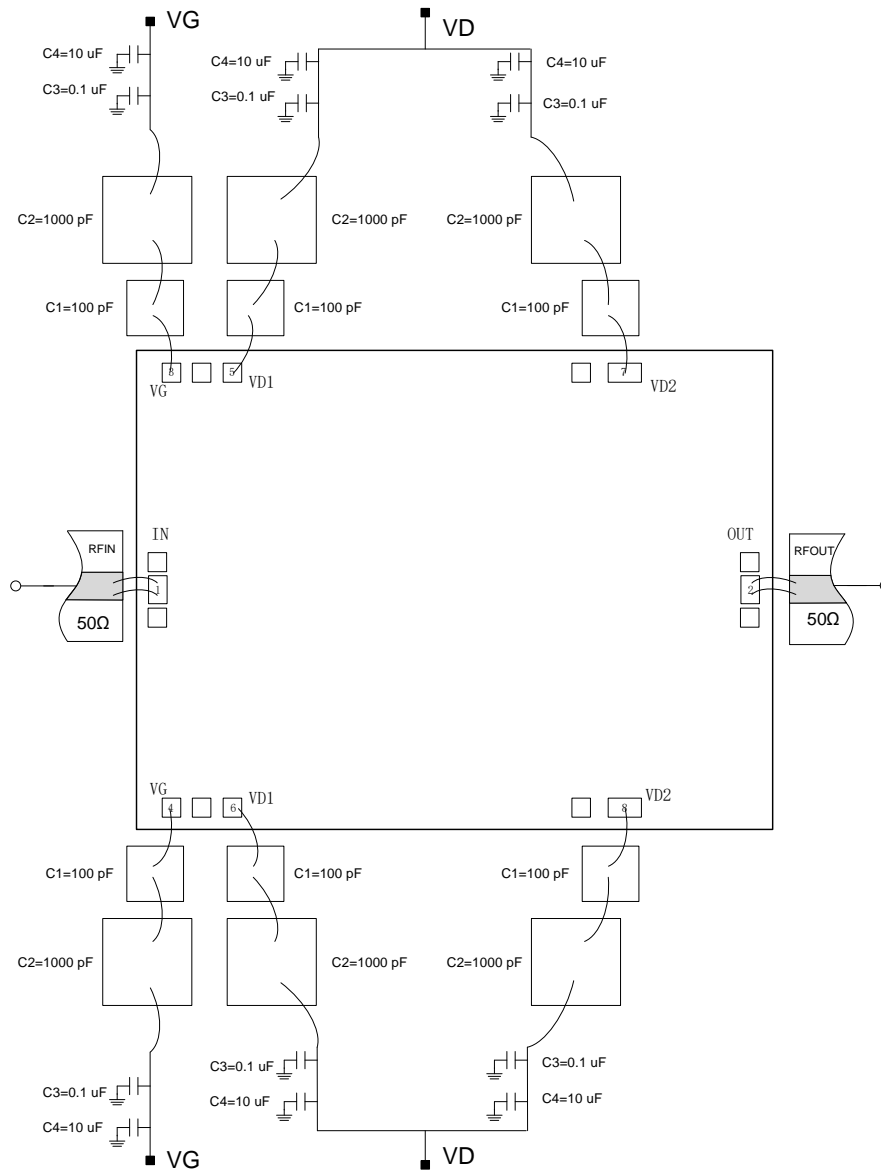 VG
VD
C4=10 uF
C4=10 uF
C4=10 uF
C3=0.1 uF
C3=0.1 uF
C3=0.1 uF
C2=1000 pF
C2=1000 pF
C2=1000 pF
C1=100 pF
C1=100 pF
C1=100 pF
3
5
7
VG
VD1
VD2
IN
OUT
RFIN
RFOUT
1
2
50Ω
50Ω
VG
VD1
VD2
4
6
8
C1=100 pF
C1=100 pF
C1=100 pF
C2=1000 pF
C2=1000 pF
C2=1000 pF
C3=0.1 uF
C3=0.1 uF
C3=0.1 uF
C4=10 uF
C4=10 uF
C4=10 uF
VG
VD